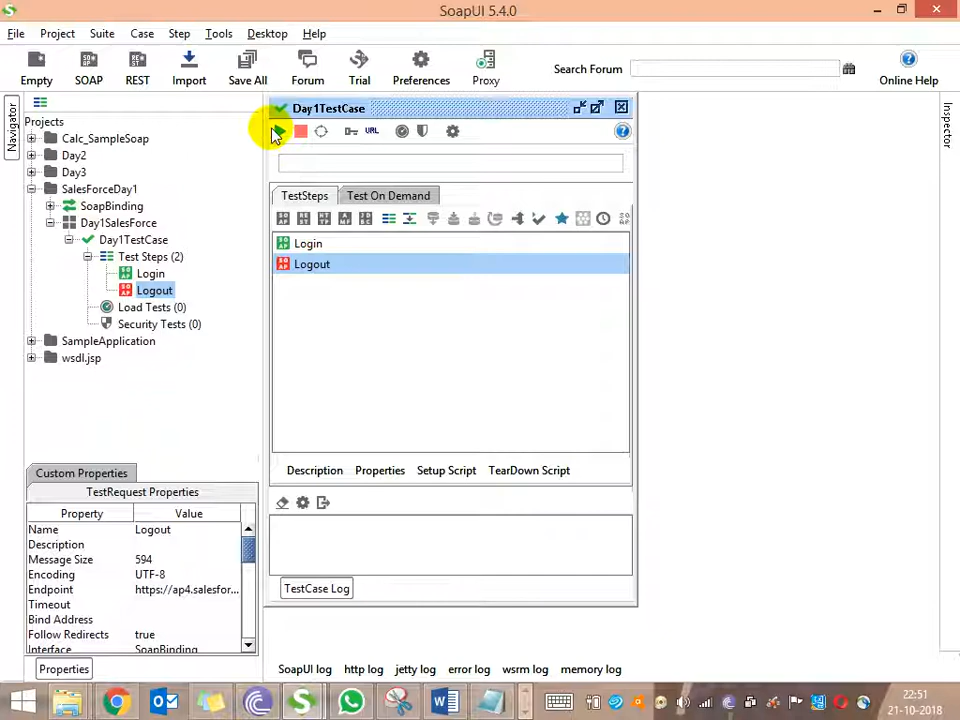 SoapUI 5.4.0
File Project Suite Case Step Tools Desktop Help
Empty SOAP REST Import Save All Forum Trial Preferences Proxy Search Forum Online Help
Navigator
Projects
Calc_SampleSoap
Day2
Day3
SalesForceDay1
SoapBinding
Day1SalesForce
Day1TestCase
Test Steps (2)
Login
Logout
Load Tests (0)
Security Tests (0)
SampleApplication
wsdl.jsp
Day1TestCase
URL
TestSteps Test On Demand
Login
Logout
Description Properties Setup Script TearDown Script
TestCase Log
Inspector
Custom Properties
TestRequest Properties
Property Value
Name Logout
Description
Message Size 594
Encoding UTF-8
Endpoint https://ap4.salesfor...
Timeout
Bind Address
Follow Redirects true
Interface SoapBinding
Properties
SoapUI log http log jetty log error log wsrm log memory log
22:51
21-10-2018